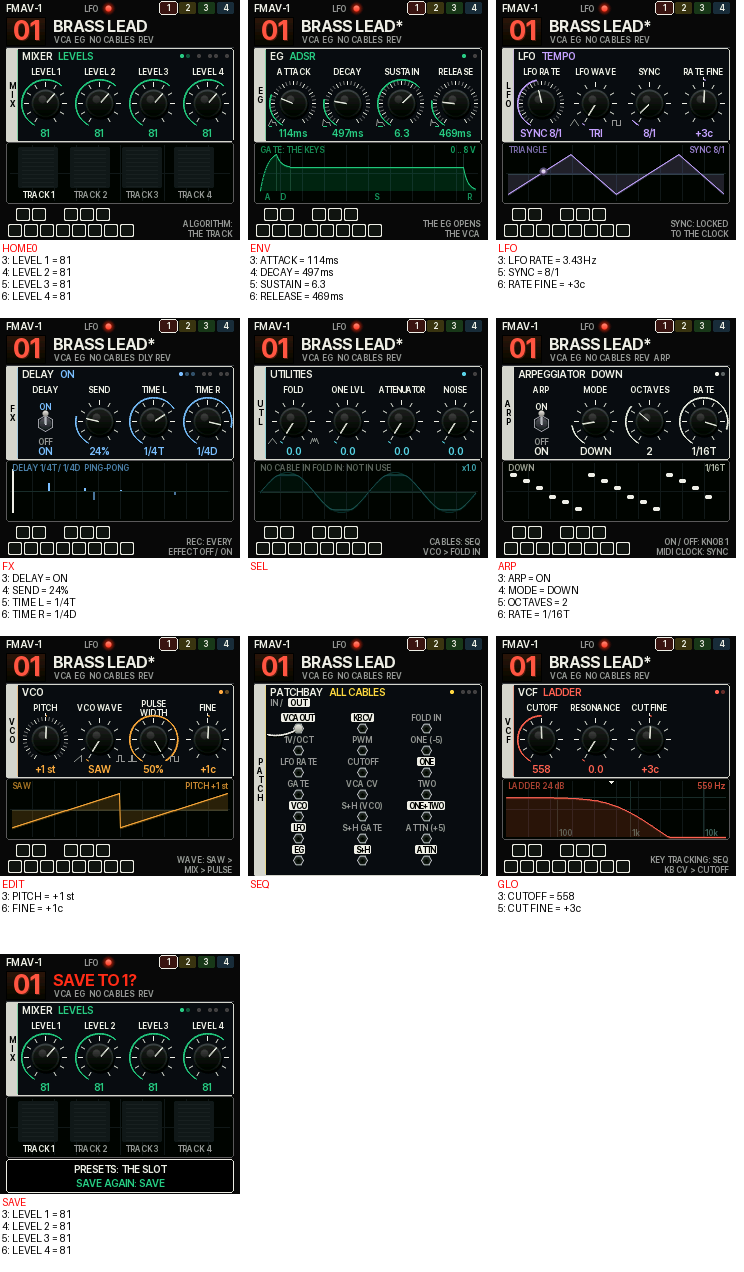 FMAV-1 LFO 1 2 3 4
01 BRASS LEAD
VCA EG NO CABLES REV
MIXER LEVELS
MIX
LEVEL 1 LEVEL 2 LEVEL 3 LEVEL 4
81 81 81 81
TRACK 1 TRACK 2 TRACK 3 TRACK 4
ALGORITHM:
THE TRACK
HOME0
3: LEVEL 1 = 81
4: LEVEL 2 = 81
5: LEVEL 3 = 81
6: LEVEL 4 = 81
FMAV-1 LFO 1 2 3 4
01 BRASS LEAD*
VCA EG NO CABLES REV
EG ADSR
EG
ATTACK DECAY SUSTAIN RELEASE
114ms 497ms 6.3 469ms
GATE: THE KEYS 0 .. 8 V
A D S R
THE EG OPENS
THE VCA
ENV
3: ATTACK = 114ms
4: DECAY = 497ms
5: SUSTAIN = 6.3
6: RELEASE = 469ms
FMAV-1 LFO 1 2 3 4
01 BRASS LEAD*
VCA EG NO CABLES REV
LFO TEMPO
LFO
LFO RATE LFO WAVE SYNC RATE FINE
SYNC 8/1 TRI 8/1 +3c
TRIANGLE SYNC 8/1
SYNC: LOCKED
TO THE CLOCK
LFO
3: LFO RATE = 3.43Hz
5: SYNC = 8/1
6: RATE FINE = +3c
FMAV-1 LFO 1 2 3 4
01 BRASS LEAD*
VCA EG NO CABLES DLY REV
DELAY ON
FX
DELAY SEND TIME L TIME R
ON
OFF
ON 24% 1/4T 1/4D
DELAY 1/4T/ 1/4D PING-PONG
REC: EVERY
EFFECT OFF / ON
FX
3: DELAY = ON
4: SEND = 24%
5: TIME L = 1/4T
6: TIME R = 1/4D
FMAV-1 LFO 1 2 3 4
01 BRASS LEAD*
VCA EG NO CABLES REV
UTILITIES
UTL
FOLD ONE LVL ATTENUATOR NOISE
0.0 0.0 0.0 0.0
NO CABLE IN FOLD IN: NOT IN USE x1.0
CABLES: SEQ
VCO > FOLD IN
SEL
FMAV-1 LFO 1 2 3 4
01 BRASS LEAD*
VCA EG NO CABLES REV ARP
ARPEGGIATOR DOWN
ARP
ARP MODE OCTAVES RATE
ON
OFF
ON DOWN 2 1/16T
DOWN 1/16T
ON / OFF: KNOB 1
MIDI CLOCK: SYNC
ARP
3: ARP = ON
4: MODE = DOWN
5: OCTAVES = 2
6: RATE = 1/16T
FMAV-1 LFO 1 2 3 4
01 BRASS LEAD*
VCA EG NO CABLES REV
VCO
VCO
PITCH VCO WAVE PULSE WIDTH FINE
+1 st SAW 50% +1c
SAW PITCH +1 st
WAVE: SAW >
MIX > PULSE
EDIT
3: PITCH = +1 st
6: FINE = +1c
FMAV-1 LFO 1 2 3 4
01 BRASS LEAD
VCA EG NO CABLES REV
PATCHBAY ALL CABLES
PATCH
IN / OUT
VCA OUT KB CV FOLD IN
1V/OCT PWM ONE (-5)
LFO RATE CUTOFF ONE
GATE VCA CV TWO
VCO S+H (VCO) ONE+TWO
LFO S+H GATE ATTN (+5)
EG S+H ATTN
SEQ
FMAV-1 LFO 1 2 3 4
01 BRASS LEAD*
VCA EG NO CABLES REV
VCF LADDER
VCF
CUTOFF RESONANCE CUT FINE
558 0.0 +3c
LADDER 24 dB 559 Hz
100 1k 10k
KEY TRACKING: SEQ
KB CV > CUTOFF
GLO
3: CUTOFF = 558
5: CUT FINE = +3c
FMAV-1 LFO 1 2 3 4
01 SAVE TO 1?
VCA EG NO CABLES REV
MIXER LEVELS
MIX
LEVEL 1 LEVEL 2 LEVEL 3 LEVEL 4
81 81 81 81
TRACK 1 TRACK 2 TRACK 3 TRACK 4
PRESETS: THE SLOT
SAVE AGAIN: SAVE
SAVE
3: LEVEL 1 = 81
4: LEVEL 2 = 81
5: LEVEL 3 = 81
6: LEVEL 4 = 81